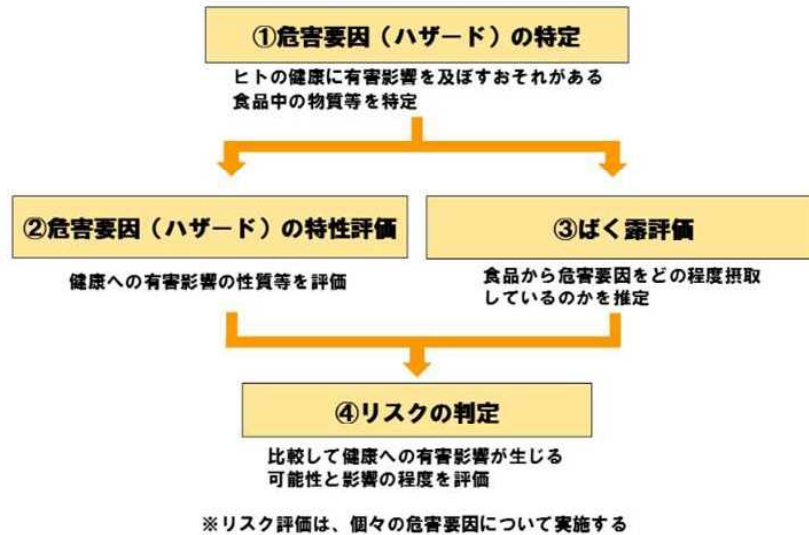 ①危害要因（ハザード）の特定
ヒトの健康に有害影響を及ぼすおそれがある
食品中の物質等を特定
②危害要因（ハザード）の特性評価
健康への有害影響の性質等を評価
③ばく露評価
食品から危害要因をどの程度摂取
しているのかを推定
④リスクの判定
比較して健康への有害影響が生じる
可能性と影響の程度を評価
※リスク評価は、個々の危害要因について実施する